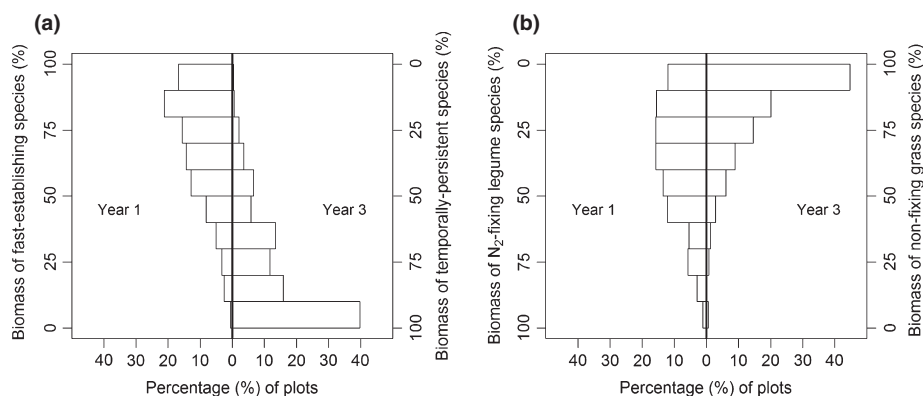 (a)
Biomass of fast-establishing species (%)
100
75
50
25
0
Year 1
Year 3
0
25
50
75
100
Biomass of temporally-persistent species (%)
40 30 20 10 0 10 20 30 40
Percentage (%) of plots
(b)
Biomass of N₂-fixing legume species (%)
0
25
50
75
100
Year 1
Year 3
100
75
50
25
0
Biomass of non-fixing grass species (%)
40 30 20 10 0 10 20 30 40
Percentage (%) of plots